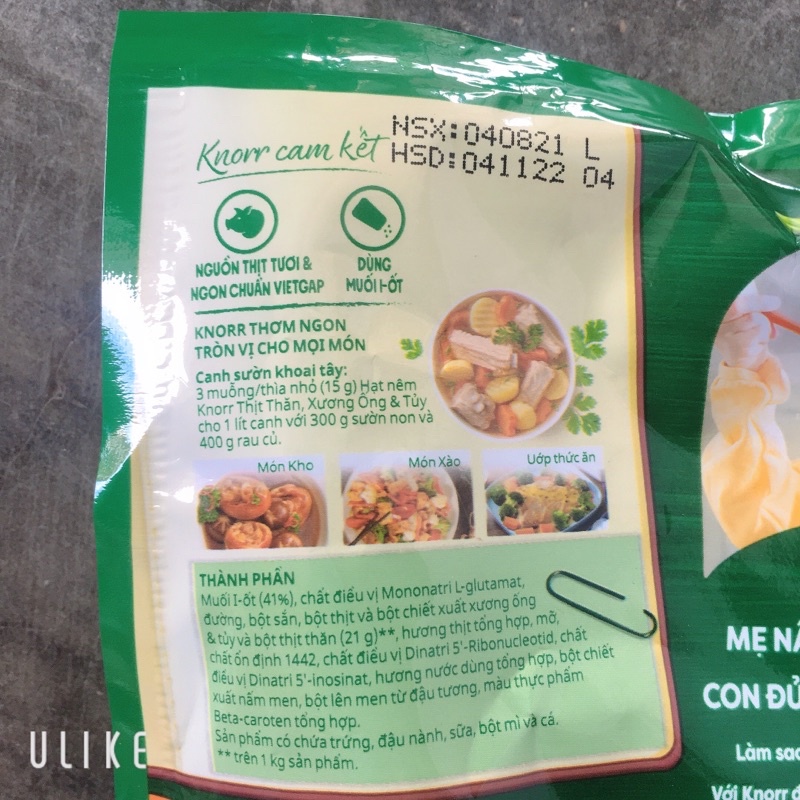 Knorr cam kết
NSX:040821 L
HSD:041122 04
NGUỒN THỊT TƯƠI &
NGON CHUẨN VIETGAP
DÙNG
MUỐI I-ỐT
KNORR THƠM NGON
TRÒN VỊ CHO MỌI MÓN
Canh sườn khoai tây:
3 muỗng/thìa nhỏ (15 g) Hạt nêm
Knorr Thịt Thăn, Xương Ống & Tủy
cho 1 lít canh với 300 g sườn non và
400 g rau củ.
Món Kho
Món Xào
Ướp thức ăn
THÀNH PHẦN
Muối I-ốt (41%), chất điều vị Mononatri L-glutamat,
đường, bột sắn, bột thịt và bột chiết xuất xương ống
& tủy và bột thịt thăn (21 g)**, hương thịt tổng hợp, mỡ,
chất ổn định 1442, chất điều vị Dinatri 5'-Ribonucleotid, chất
điều vị Dinatri 5'-inosinat, hương nước dùng tổng hợp, bột chiết
xuất nấm men, bột lên men từ đậu tương, màu thực phẩm
Beta-caroten tổng hợp.
Sản phẩm có chứa trứng, đậu nành, sữa, bột mì và cá.
** trên 1 kg sản phẩm.
MẸ
CON
Làm
Với Knorr
ULIKE